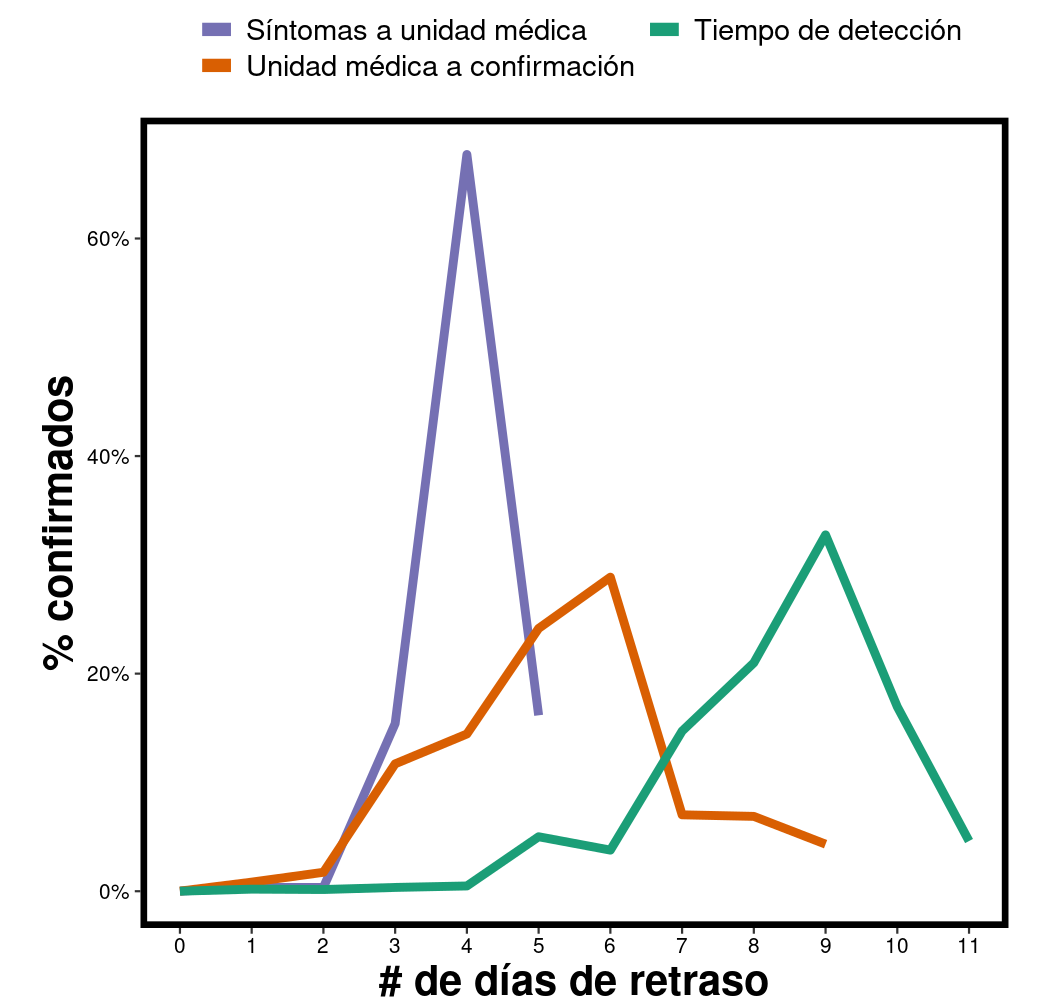 Síntomas a unidad médica
Tiempo de detección
Unidad médica a confirmación
% confirmados
60%
40%
20%
0%
0 1 2 3 4 5 6 7 8 9 10 11
# de días de retraso